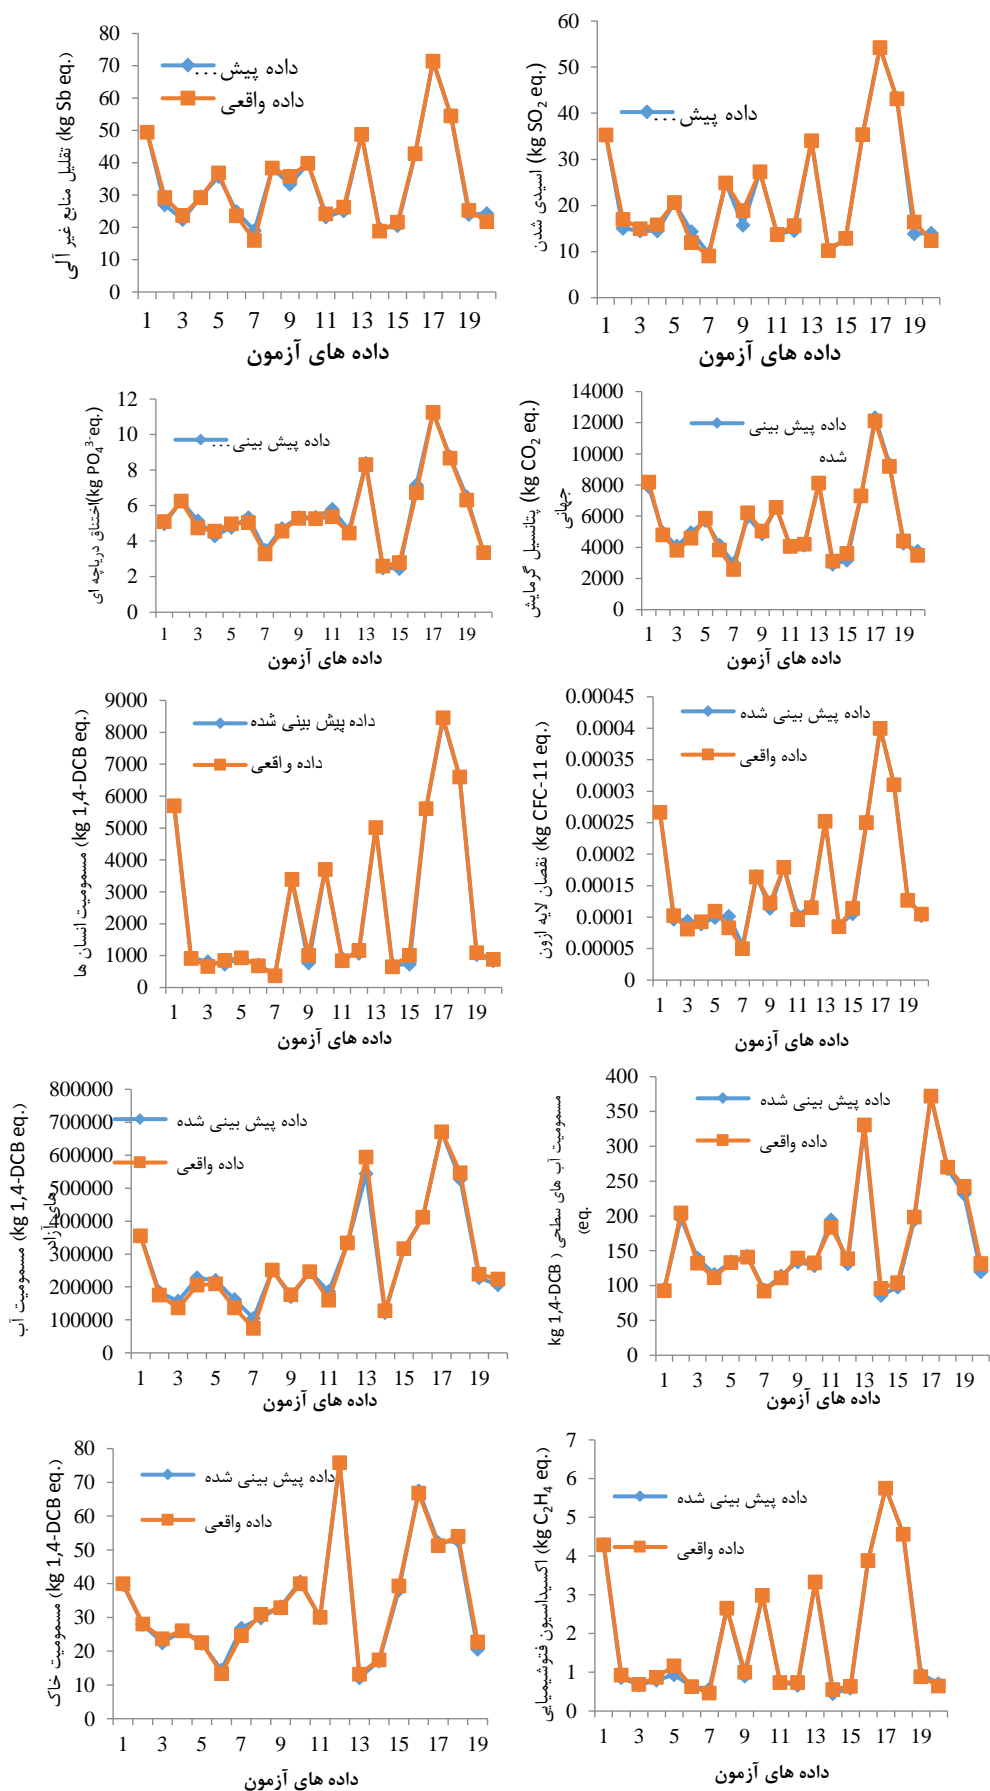 80
70
60
50
40
30
20
10
0
تقلیل منابع غیر آلی (kg Sb eq.)
داده پیش...
داده واقعی
1 3 5 7 9 11 13 15 17 19
داده های آزمون
60
50
40
30
20
10
0
اسیدی شدن (kg SO₂ eq.)
داده پیش...
1 3 5 7 9 11 13 15 17 19
داده های آزمون
12
10
8
6
4
2
0
اختناق دریاچه ای(kg PO₄³⁻eq.)
داده پیش بینی...
1 3 5 7 9 11 13 15 17 19
داده های آزمون
14000
12000
10000
8000
6000
4000
2000
0
پتانسیل گرمایش (kg CO₂ eq.)
جهانی
داده پیش بینی
شده
1 3 5 7 9 11 13 15 17 19
داده های آزمون
9000
8000
7000
6000
5000
4000
3000
2000
1000
0
مسمومیت انسان ها (kg 1,4-DCB eq.)
داده پیش بینی شده
داده واقعی
1 3 5 7 9 11 13 15 17 19
داده های آزمون
0.00045
0.0004
0.00035
0.0003
0.00025
0.0002
0.00015
0.0001
0.00005
0
نقصان لایه ازون (kg CFC-11 eq.)
داده پیش بینی شده
داده واقعی
1 3 5 7 9 11 13 15 17 19
داده های آزمون
800000
700000
600000
500000
400000
300000
200000
100000
0
مسمومیت آب (kg 1,4-DCB eq.)
های آزاد
داده پیش بینی شده
داده واقعی
1 3 5 7 9 11 13 15 17 19
داده های آزمون
400
350
300
250
200
150
100
50
0
مسمومیت آب های سطحی (kg 1,4-DCB
eq.)
داده پیش بینی شده
داده واقعی
1 3 5 7 9 11 13 15 17 19
داده های آزمون
80
70
60
50
40
30
20
10
0
مسمومیت خاک (kg 1,4-DCB eq.)
داده پیش بینی شده
داده واقعی
1 3 5 7 9 11 13 15 17 19
داده های آزمون
7
6
5
4
3
2
1
0
اکسیداسیون فتوشیمیایی (kg C₂H₄ eq.)
داده پیش بینی شده
داده واقعی
1 3 5 7 9 11 13 15 17 19
داده های آزمون